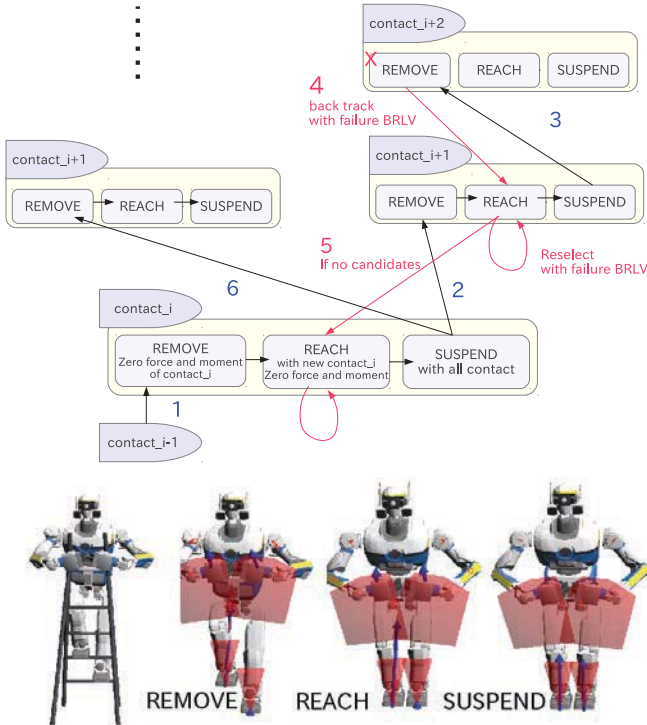 contact_i+2
X
REMOVE
REACH
SUSPEND
4
back track
with failure BRLV
3
contact_i+1
REMOVE
REACH
SUSPEND
contact_i+1
REMOVE
REACH
SUSPEND
5
If no candidates
Reselect
with failure BRLV
6
2
contact_i
REMOVE
Zero force and moment
of contact_i
REACH
with new contact_i
Zero force and moment
SUSPEND
with all contact
1
contact_i-1
REMOVE
REACH
SUSPEND